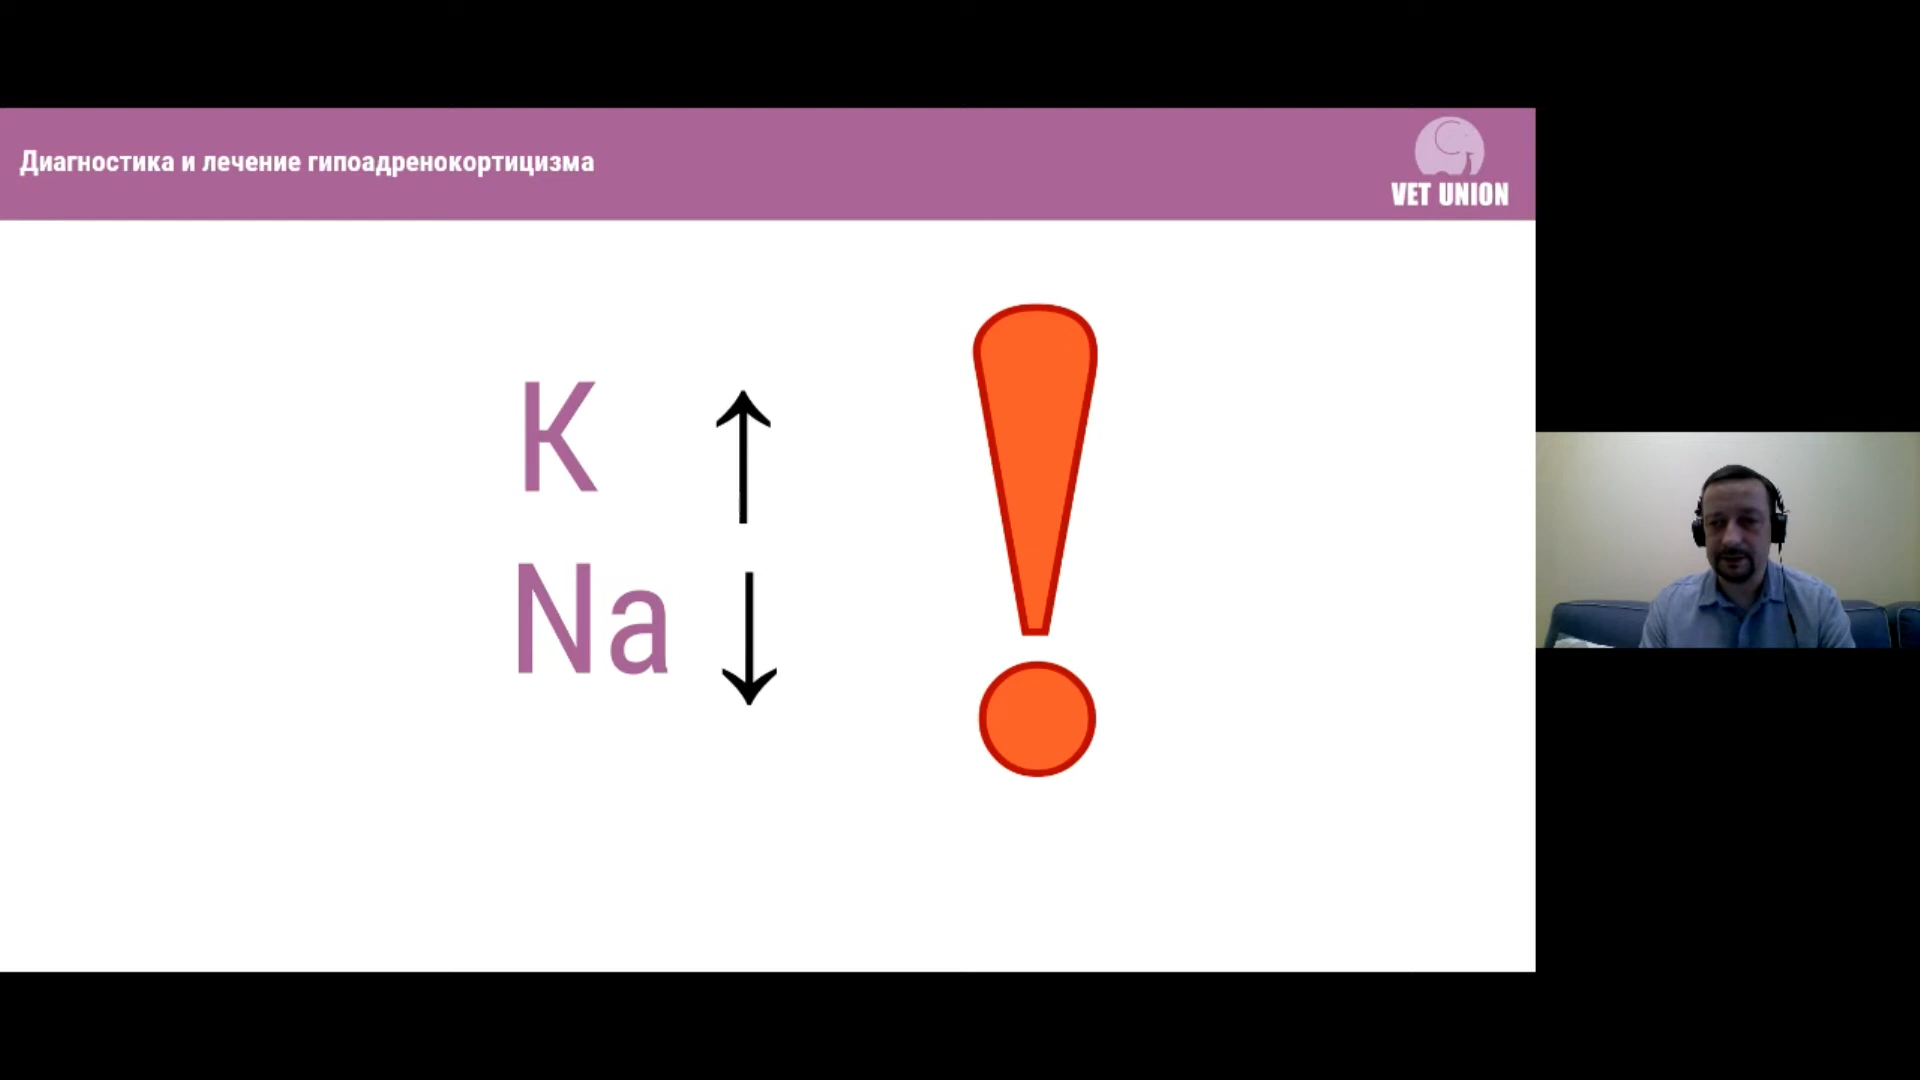 Диагностика и лечение гипоадренокортицизма
VET UNION
K ↑
Na ↓
!